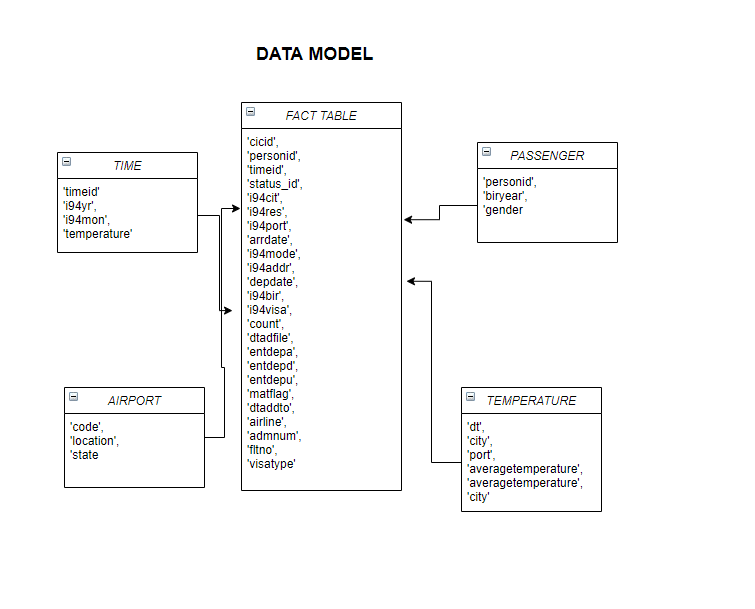 DATA MODEL
FACT TABLE
'cicid',
'personid',
'timeid',
'status_id',
'i94cit',
'i94res',
'i94port',
'arrdate',
'i94mode',
'i94addr',
'depdate',
'i94bir',
'i94visa',
'count',
'dtadfile',
'entdepa',
'entdepd',
'entdepu',
'matflag',
'dtaddto',
'airline',
'admnum',
'fltno',
'visatype'
TIME
'timeid'
'i94yr',
'i94mon',
'temperature'
PASSENGER
'personid',
'biryear',
'gender
AIRPORT
'code',
'location',
'state
TEMPERATURE
'dt',
'city',
'port',
'averagetemperature',
'averagetemperature',
'city'